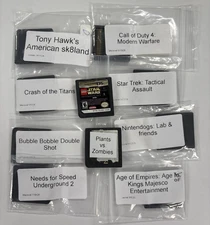 Tony Hawk's
American sk8land
Call of Duty 4:
Modern Warfare
Crash of the Titans
STAR
WARS
Star Trek: Tactical
Assault
Bubble Bobble Double
Shot
Plants
vs.
Zombies
Nintendogs: Lab &
friends
Needs for Speed
Underground 2
Age of Empires: Age
Kings Majesco
Entertainment